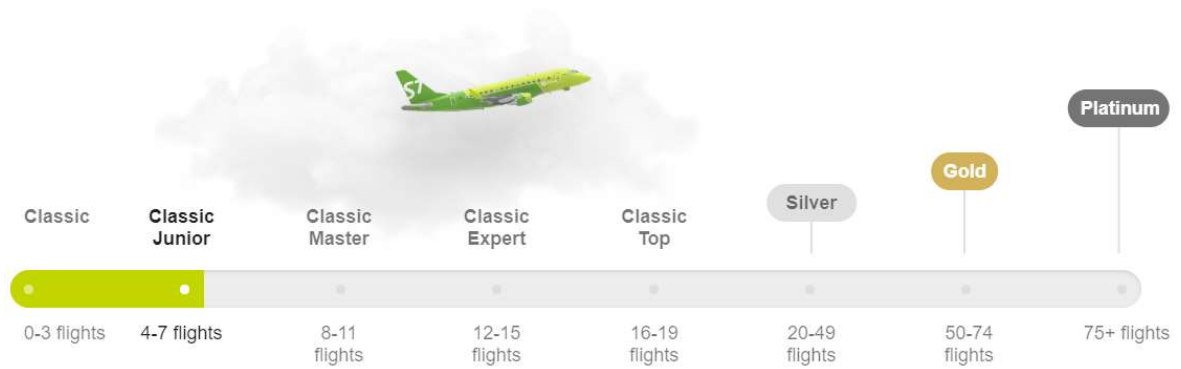 S7
Platinum
Gold
Silver
Classic
Classic
Junior
Classic
Master
Classic
Expert
Classic
Top
0-3 flights
4-7 flights
8-11
flights
12-15
flights
16-19
flights
20-49
flights
50-74
flights
75+ flights